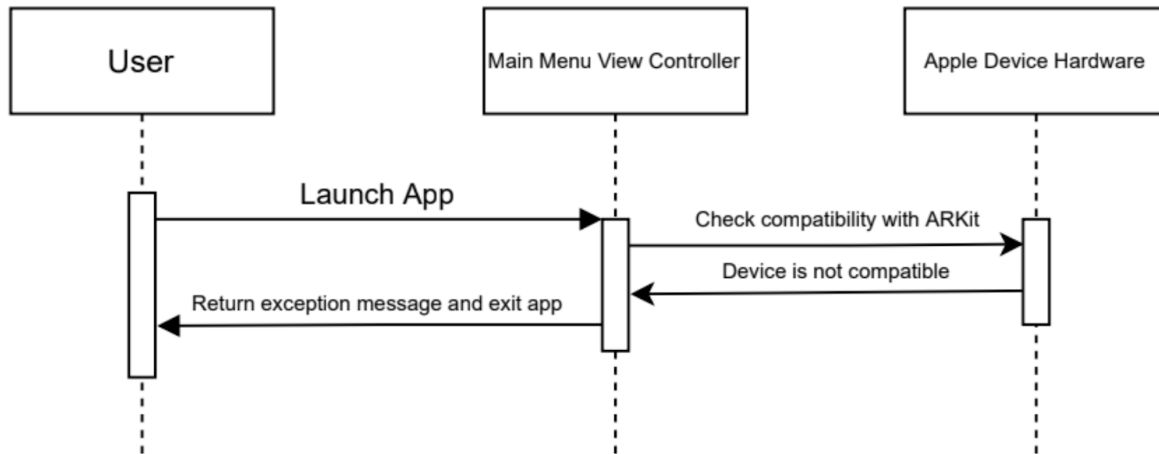 User
Main Menu View Controller
Apple Device Hardware
Launch App
Check compatibility with ARKit
Device is not compatible
Return exception message and exit app